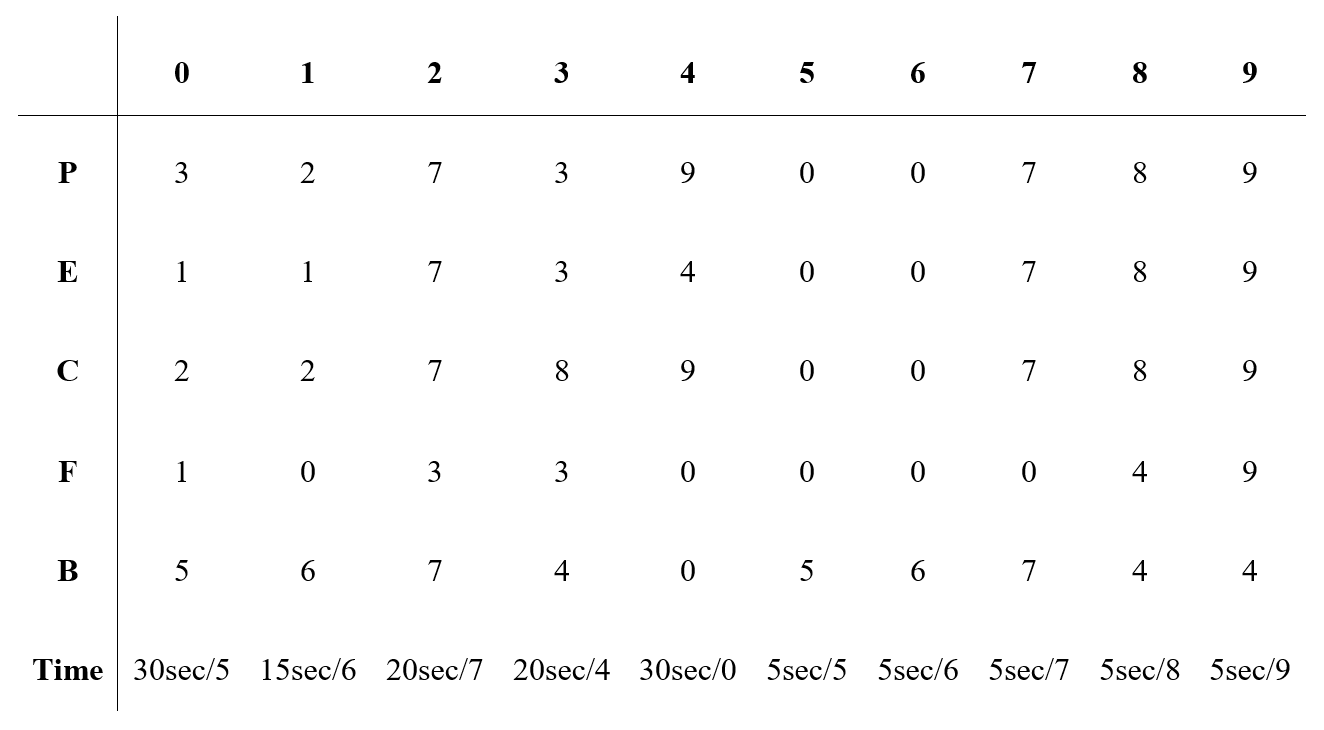 0 1 2 3 4 5 6 7 8 9
P 3 2 7 3 9 0 0 7 8 9
E 1 1 7 3 4 0 0 7 8 9
C 2 2 7 8 9 0 0 7 8 9
F 1 0 3 3 0 0 0 0 4 9
B 5 6 7 4 0 5 6 7 4 4
Time 30sec/5 15sec/6 20sec/7 20sec/4 30sec/0 5sec/5 5sec/6 5sec/7 5sec/8 5sec/9